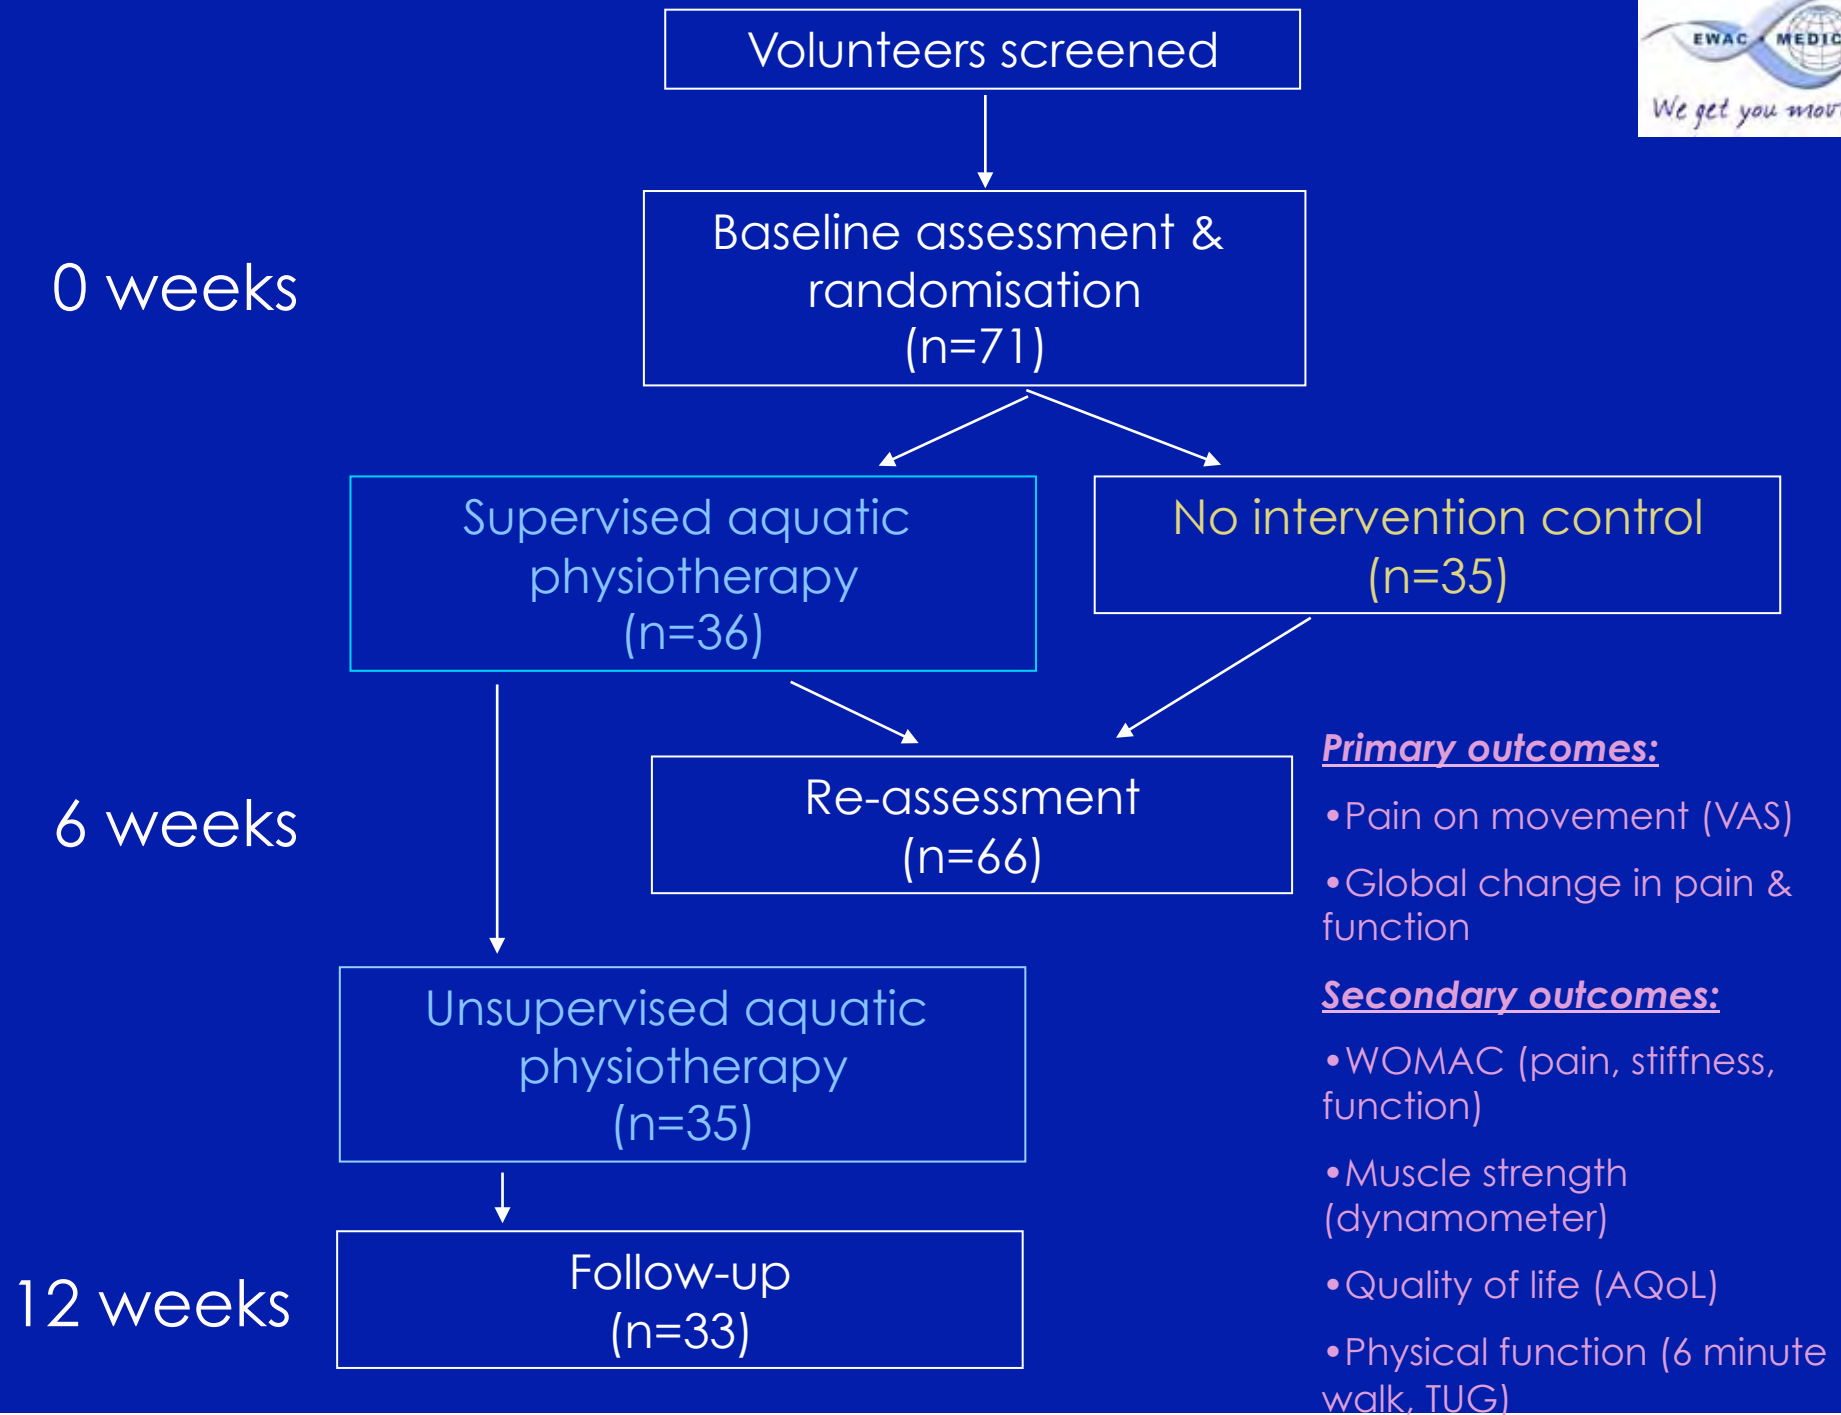 Volunteers screened
EWAC
We get you
0 weeks
Baseline assessment &
randomisation
(n=71)
Supervised aquatic
physiotherapy
(n=36)
No intervention control
(n=35)
6 weeks
Re-assessment
(n=66)
Primary outcomes:
•Pain on movement (VAS)
•Global change in pain &
function
Secondary outcomes:
•WOMAC (pain, stiffness,
function)
•Muscle strength
(dynamometer)
•Quality of life (AQoL)
•Physical function (6 minute
walk, TUG)
Unsupervised aquatic
physiotherapy
(n=35)
12 weeks
Follow-up
(n=33)